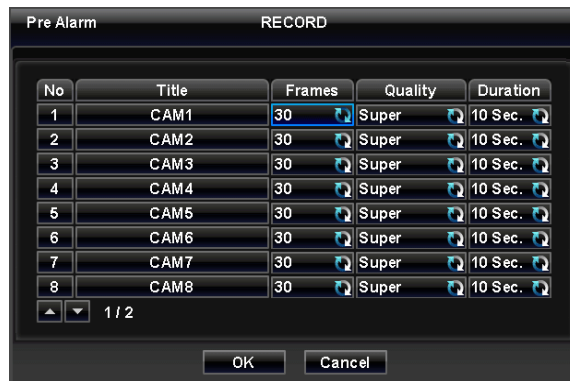 Pre Alarm RECORD
No Title Frames Quality Duration
1 CAM1 30 Super 10 Sec.
2 CAM2 30 Super 10 Sec.
3 CAM3 30 Super 10 Sec.
4 CAM4 30 Super 10 Sec.
5 CAM5 30 Super 10 Sec.
6 CAM6 30 Super 10 Sec.
7 CAM7 30 Super 10 Sec.
8 CAM8 30 Super 10 Sec.
1 / 2
OK Cancel